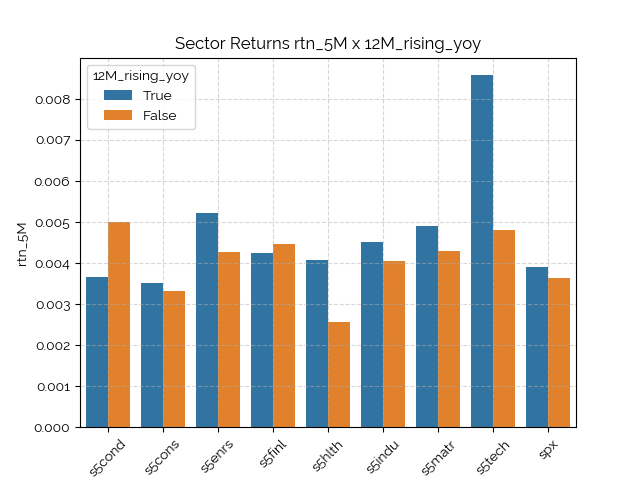 Sector Returns rtn_5M x 12M_rising_yoy
12M_rising_yoy
True
False
0.008
0.007
0.006
0.005
0.004
0.003
0.002
0.001
0.000
rtn_5M
s5cond
s5cons
s5enrs
s5finl
s5hlth
s5indu
s5matr
s5tech
spx